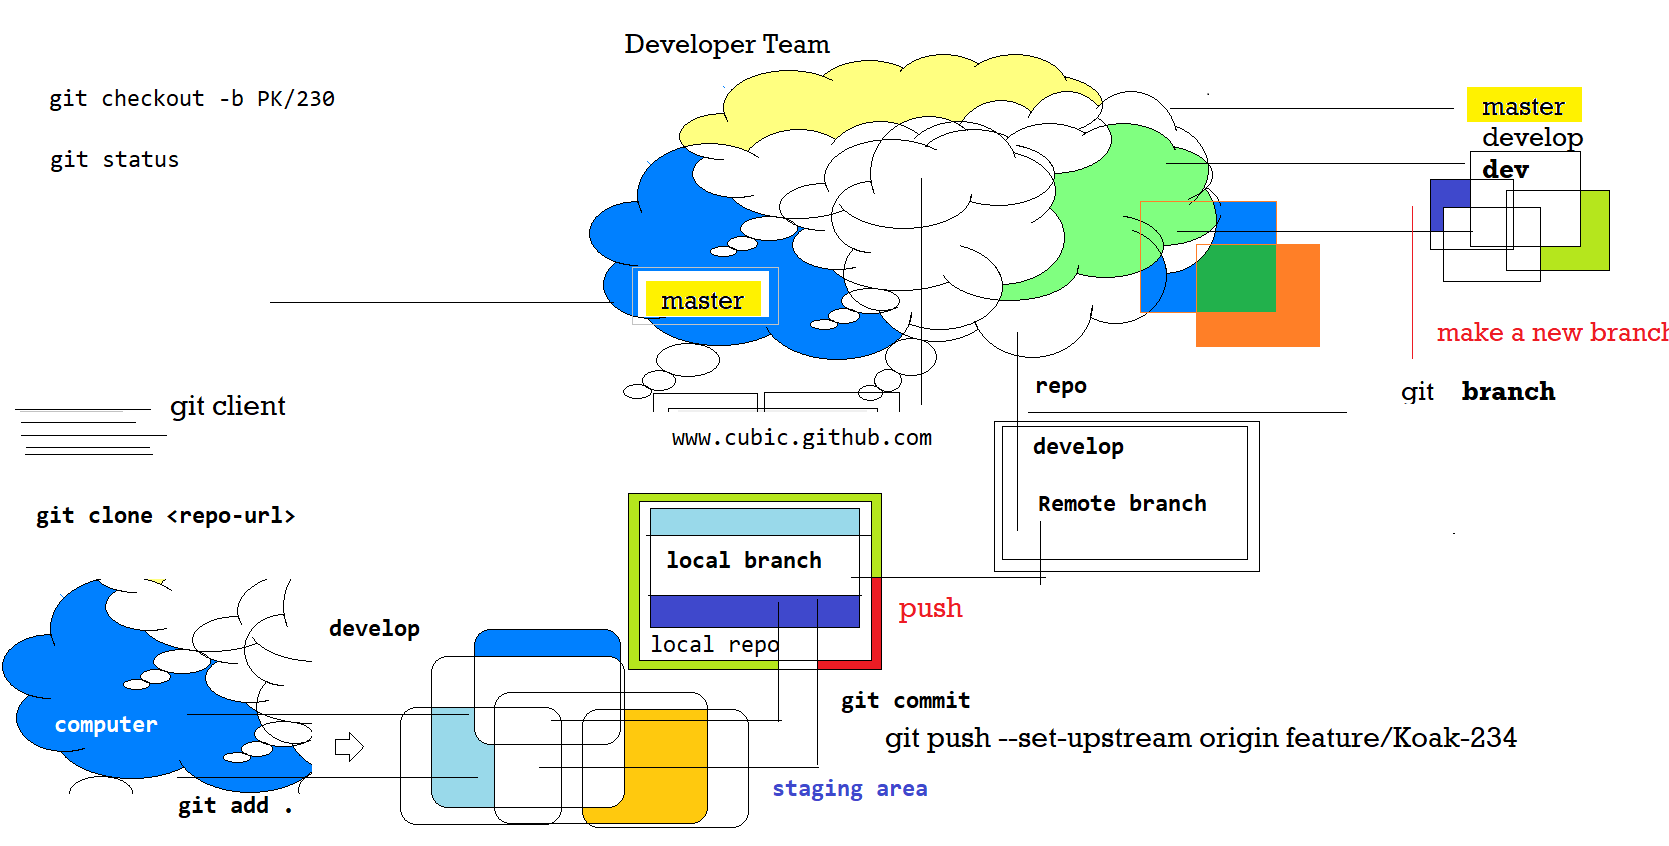 Developer Team
git checkout -b PK/230
master
develop
git status
dev
master
make a new branch
repo
git branch
git client
www.cubic.github.com
develop
Remote branch
git clone <repo-url>
local branch
push
develop
local repo
git commit
computer
git push --set-upstream origin feature/Koak-234
staging area
git add .